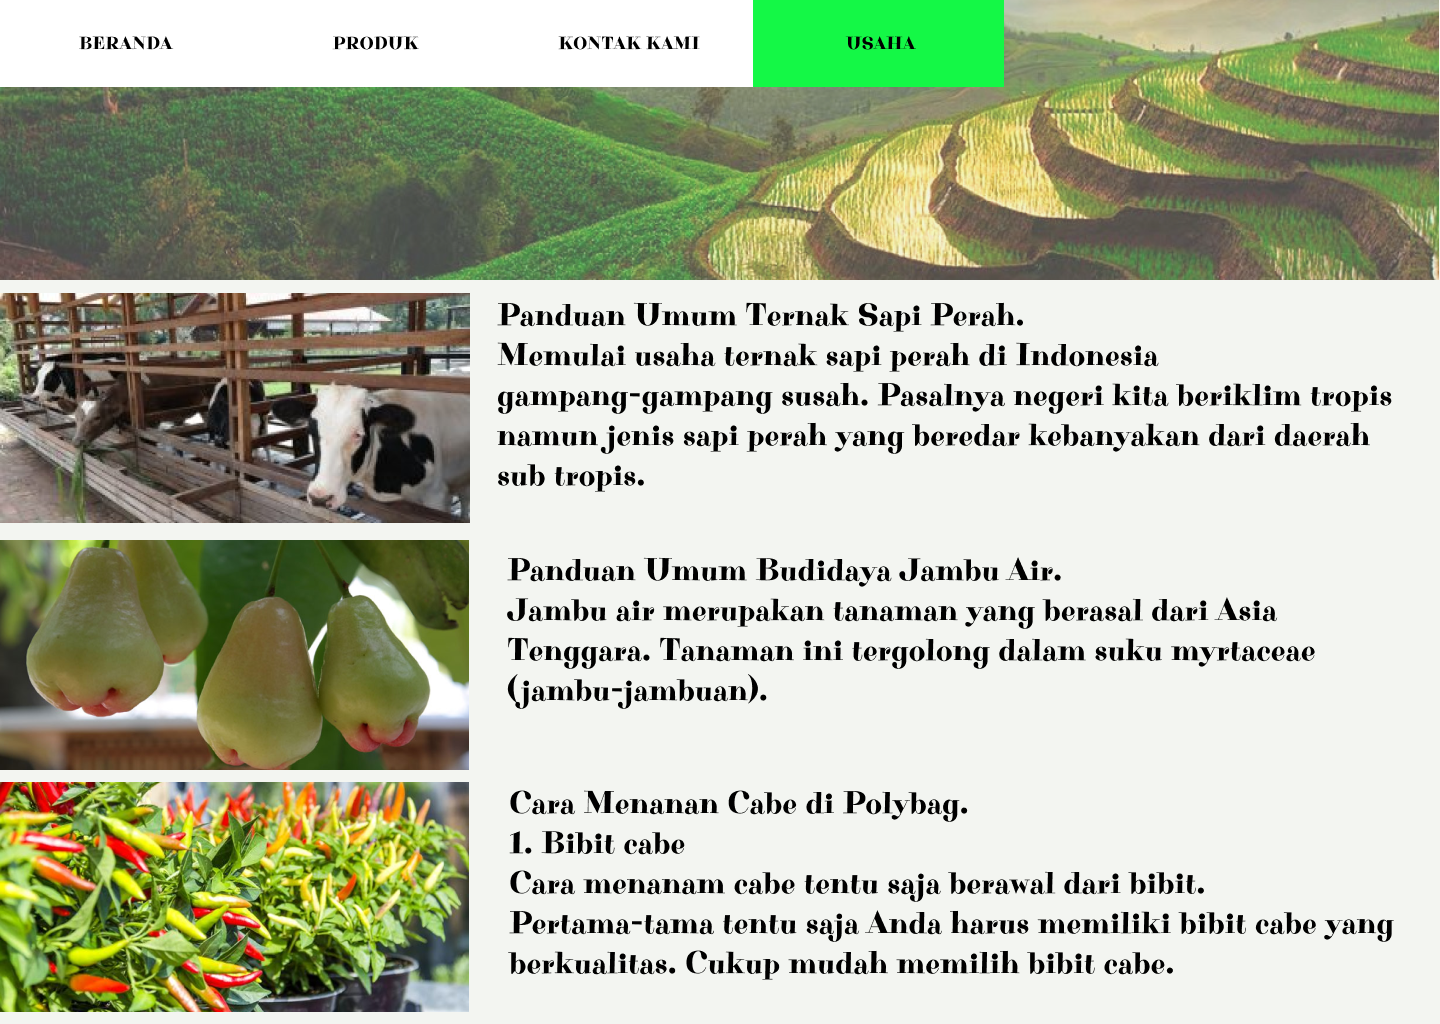 BERANDA
PRODUK
KONTAK KAMI
USAHA
Panduan Umum Ternak Sapi Perah.
Memulai usaha ternak sapi perah di Indonesia
gampang-gampang susah. Pasalnya negeri kita beriklim tropis
namun jenis sapi perah yang beredar kebanyakan dari daerah
sub tropis.
Panduan Umum Budidaya Jambu Air.
Jambu air merupakan tanaman yang berasal dari Asia
Tenggara. Tanaman ini tergolong dalam suku myrtaceae
(jambu-jambuan).
Cara Menanan Cabe di Polybag.
1. Bibit cabe
Cara menanam cabe tentu saja berawal dari bibit.
Pertama-tama tentu saja Anda harus memiliki bibit cabe yang
berkualitas. Cukup mudah memilih bibit cabe.